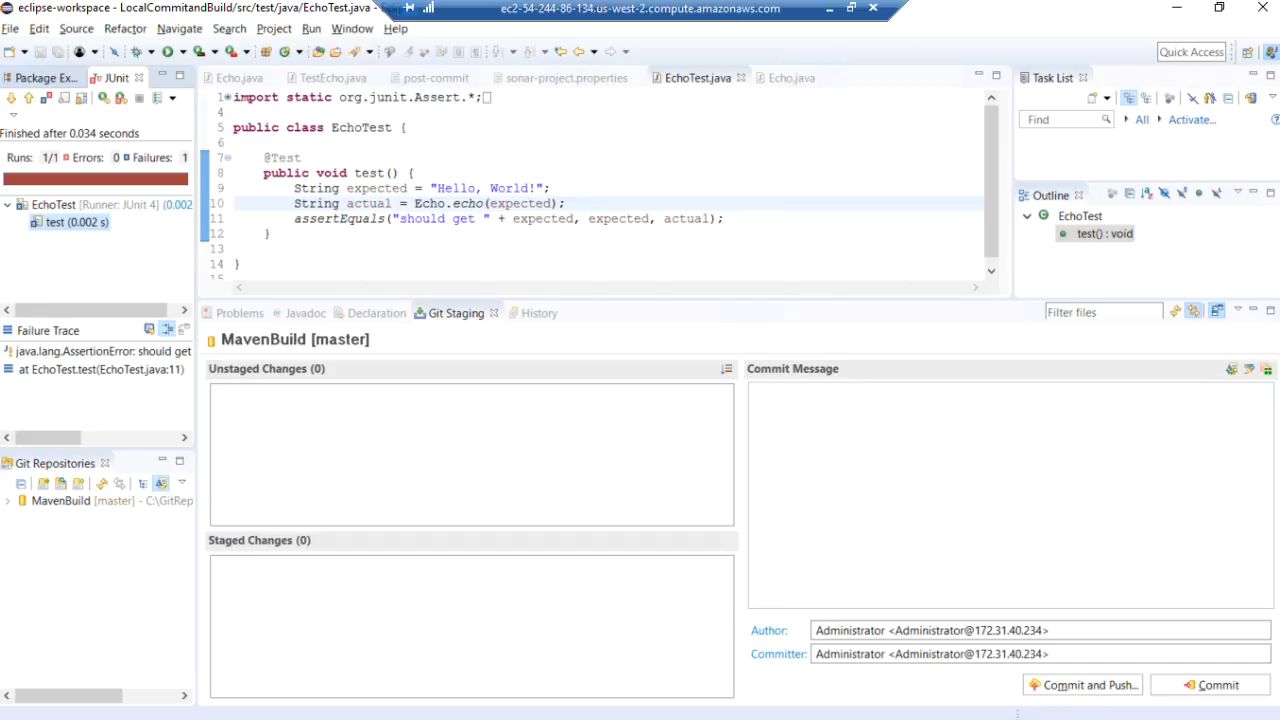 eclipse-workspace - LocalCommitandBuild/src/test/java/EchoTest.java -
ec2-54-244-86-134.us-west-2.compute.amazonaws.com
File Edit Source Refactor Navigate Search Project Run Window Help
Quick Access
Package Ex... JUnit
Echo.java TestEcho.java post-commit sonar-project.properties EchoTest.java Echo.java
Task List
Find All Activate...
Finished after 0.034 seconds
Runs: 1/1 Errors: 0 Failures: 1
EchoTest [Runner: JUnit 4] (0.002
test (0.002 s)
1 import static org.junit.Assert.*;
4
5 public class EchoTest {
6
7 @Test
8 public void test() {
9 String expected = "Hello, World!";
10 String actual = Echo.echo(expected);
11 assertEquals("should get " + expected, expected, actual);
12 }
13
14 }
15
Outline
EchoTest
test() : void
Failure Trace
java.lang.AssertionError: should get
at EchoTest.test(EchoTest.java:11)
Problems Javadoc Declaration Git Staging History
Filter files
MavenBuild [master]
Unstaged Changes (0)
Commit Message
Git Repositories
MavenBuild [master] - C:\GitRep
Staged Changes (0)
Author: Administrator <Administrator@172.31.40.234>
Committer: Administrator <Administrator@172.31.40.234>
Commit and Push...
Commit